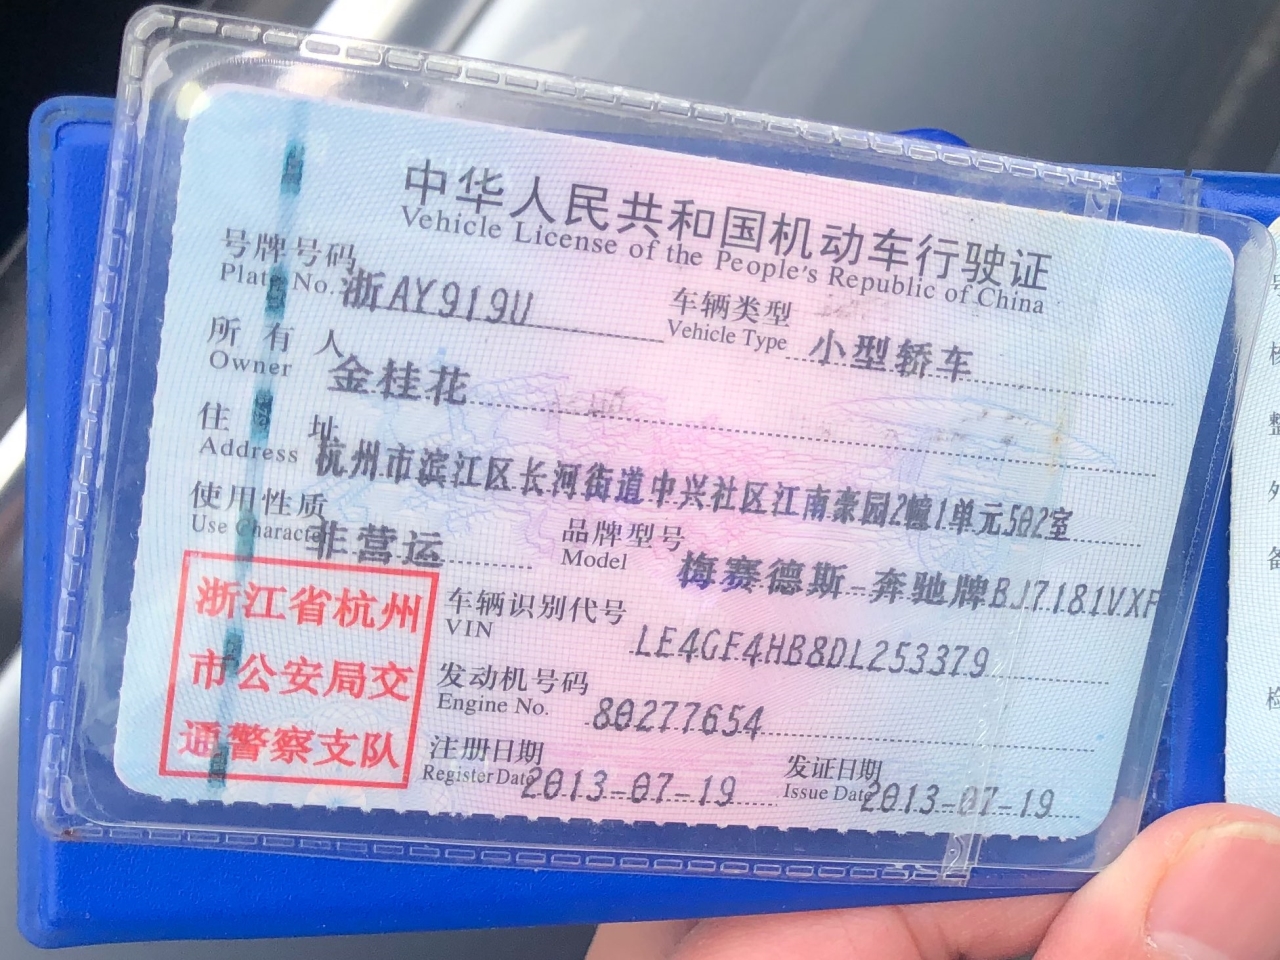 中华人民共和国机动车行驶证
Vehicle License of the People's Republic of China
号牌号码 浙AY919U 车辆类型 小型轿车
Plate No. Vehicle Type
所有人 金桂花
Owner
住址 杭州市滨江区长河街道中兴社区江南豪园2幢1单元502室
Address
使用性质 非营运 品牌型号 梅赛德斯-奔驰牌BJ7181VXF
Use Character Model
浙江省杭州
市公安局交
通警察支队
车辆识别代号 LE4GF4HB8DL253379
VIN
发动机号码 80277654
Engine No.
注册日期 2013-07-19 发证日期 2013-07-19
Register Date Issue Date